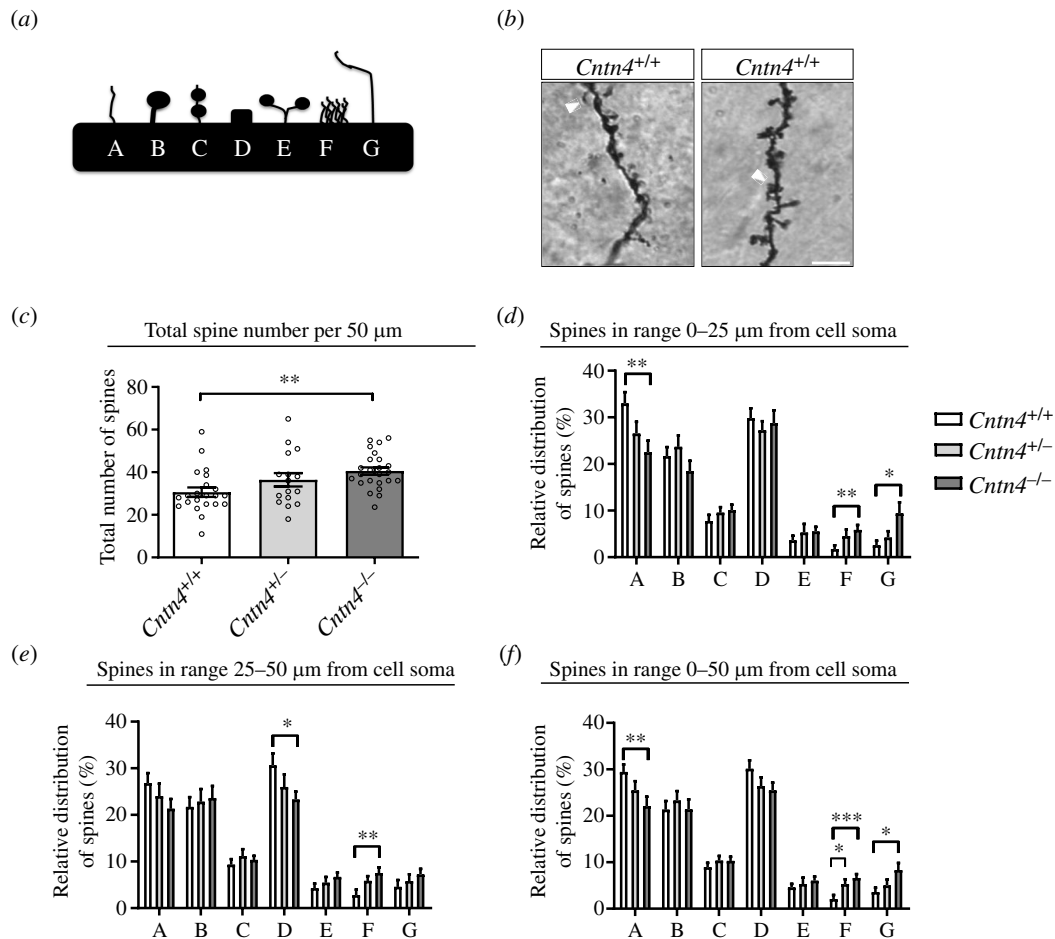 (a)
A B C D E F G
(b)
Cntn4+/+ Cntn4+/+
(c)
Total spine number per 50 μm
Total number of spines
80
60
40
20
0
**
Cntn4+/+ Cntn4+/– Cntn4–/–
(d)
Spines in range 0–25 μm from cell soma
Relative distribution
of spines (%)
40
30
20
10
0
** ** *
A B C D E F G
Cntn4+/+
Cntn4+/–
Cntn4–/–
(e)
Spines in range 25–50 μm from cell soma
Relative distribution
of spines (%)
40
30
20
10
0
* **
A B C D E F G
(f)
Spines in range 0–50 μm from cell soma
Relative distribution
of spines (%)
40
30
20
10
0
** *** * *
A B C D E F G